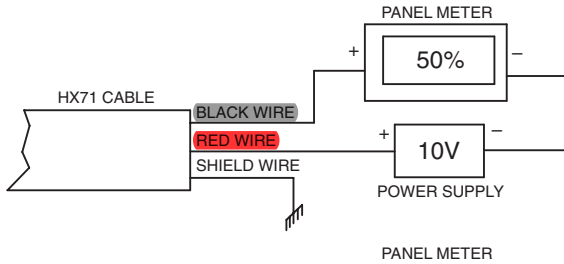 PANEL METER
+
50%
–
HX71 CABLE
BLACK WIRE
RED WIRE
+
10V
–
SHIELD WIRE
POWER SUPPLY
PANEL METER